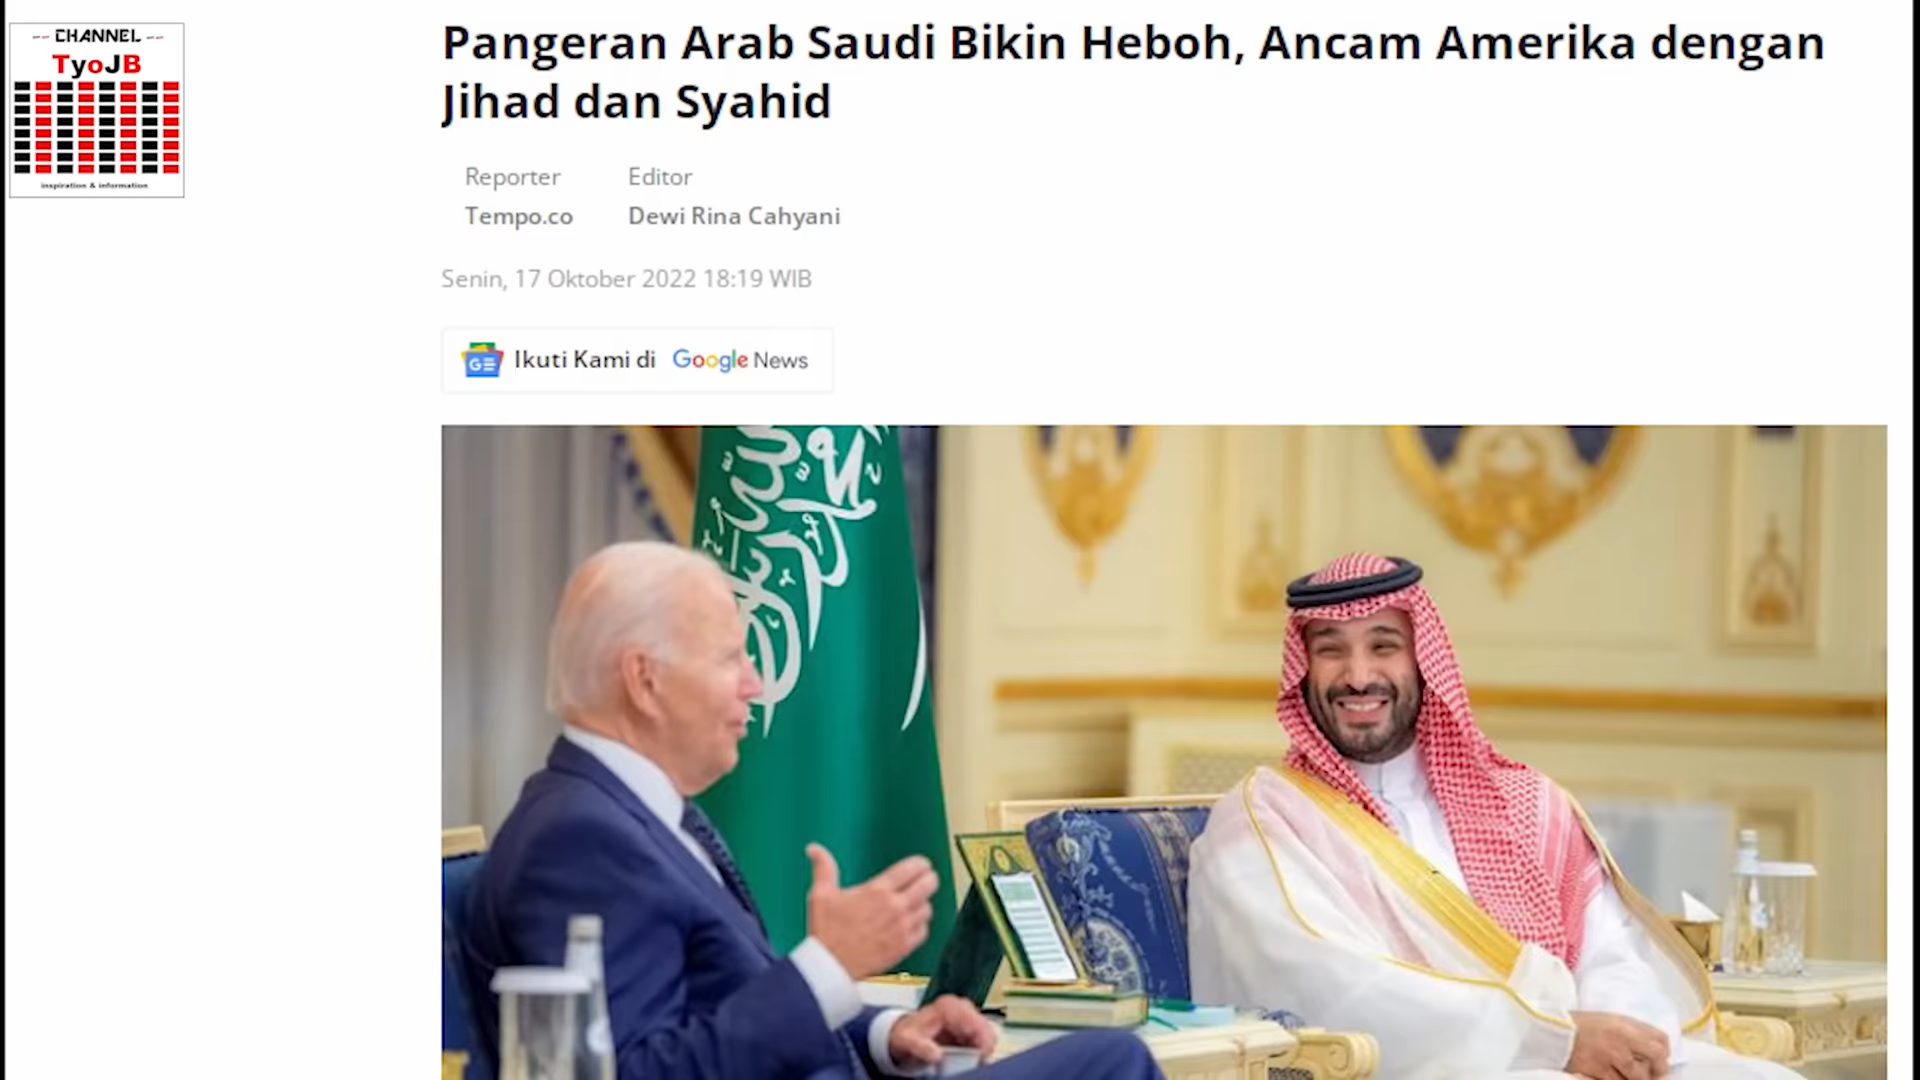 CHANNEL
TyoJB
inspiration & information
Pangeran Arab Saudi Bikin Heboh, Ancam Amerika dengan
Jihad dan Syahid
Reporter Editor
Tempo.co Dewi Rina Cahyani
Senin, 17 Oktober 2022 18:19 WIB
GE Ikuti Kami di Google News